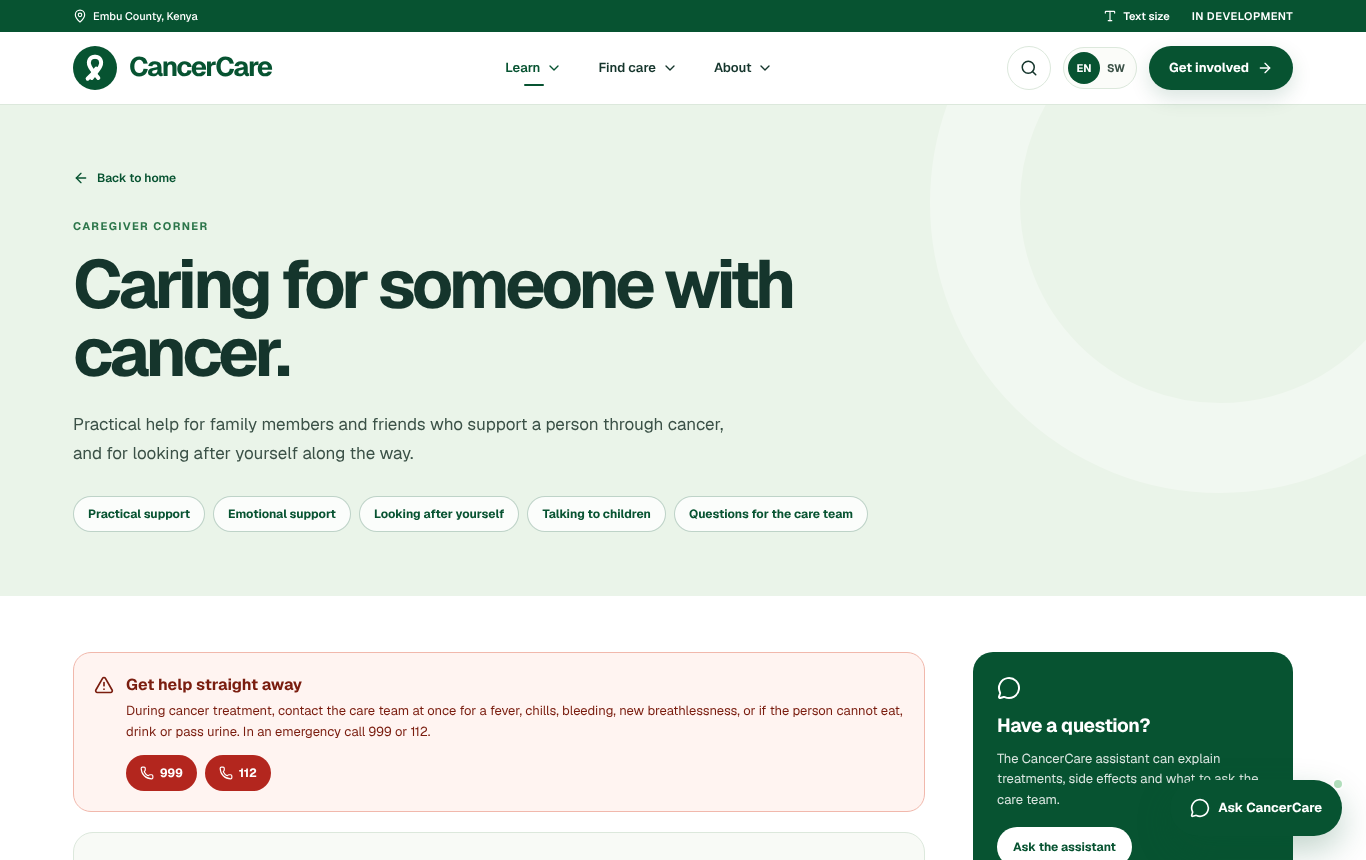 Embu County, Kenya
Text size
IN DEVELOPMENT
CancerCare
Learn
Find care
About
EN
SW
Get involved
Back to home
CAREGIVER CORNER
Caring for someone with
cancer.
Practical help for family members and friends who support a person through cancer,
and for looking after yourself along the way.
Practical support
Emotional support
Looking after yourself
Talking to children
Questions for the care team
Get help straight away
During cancer treatment, contact the care team at once for a fever, chills, bleeding, new breathlessness, or if the person cannot eat,
drink or pass urine. In an emergency call 999 or 112.
999
112
Have a question?
The CancerCare assistant can explain
treatments, side effects and what to ask the
care team.
Ask the assistant
Ask CancerCare